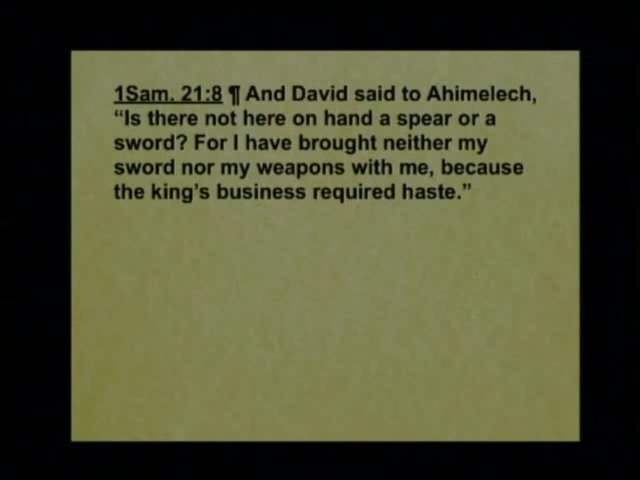 1Sam. 21:8 ¶ And David said to Ahimelech,
“Is there not here on hand a spear or a
sword? For I have brought neither my
sword nor my weapons with me, because
the king’s business required haste.”